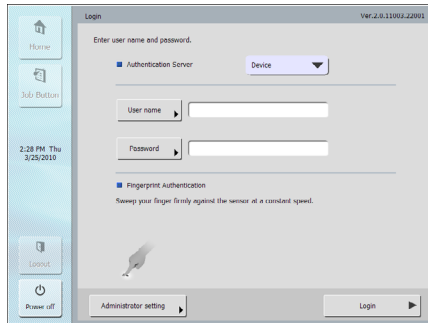 Login
Ver.2.0.11003.22001
Home
Job Button
2:28 PM Thu
3/25/2010
Logout
Power off
Enter user name and password.
Authentication Server
Device
User name
Password
Fingerprint Authentication
Sweep your finger firmly against the sensor at a constant speed.
Administrator setting
Login